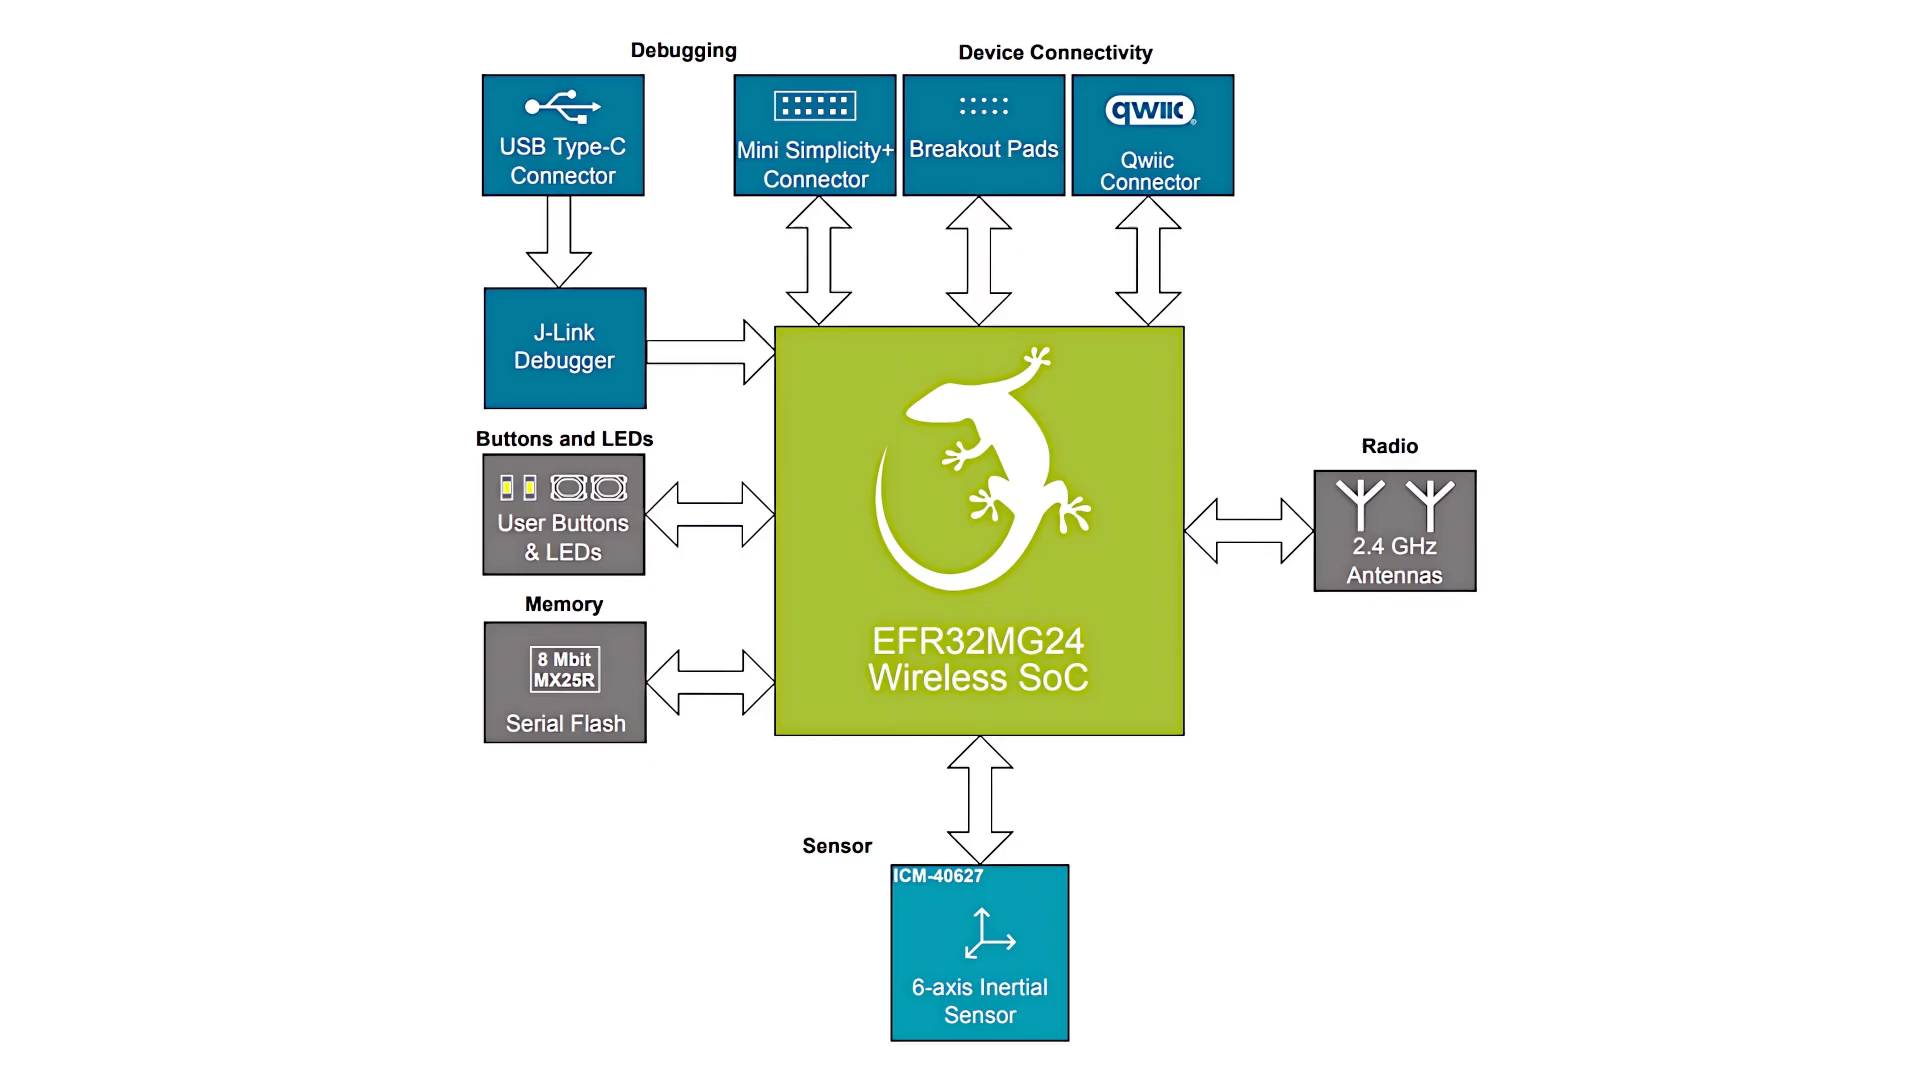 Debugging
Device Connectivity
USB Type-C
Connector
Mini Simplicity+
Connector
Breakout Pads
qwiic
Qwiic
Connector
J-Link
Debugger
Buttons and LEDs
User Buttons
& LEDs
Memory
8 Mbit
MX25R
Serial Flash
EFR32MG24
Wireless SoC
Radio
2.4 GHz
Antennas
Sensor
ICM-40627
6-axis Inertial
Sensor